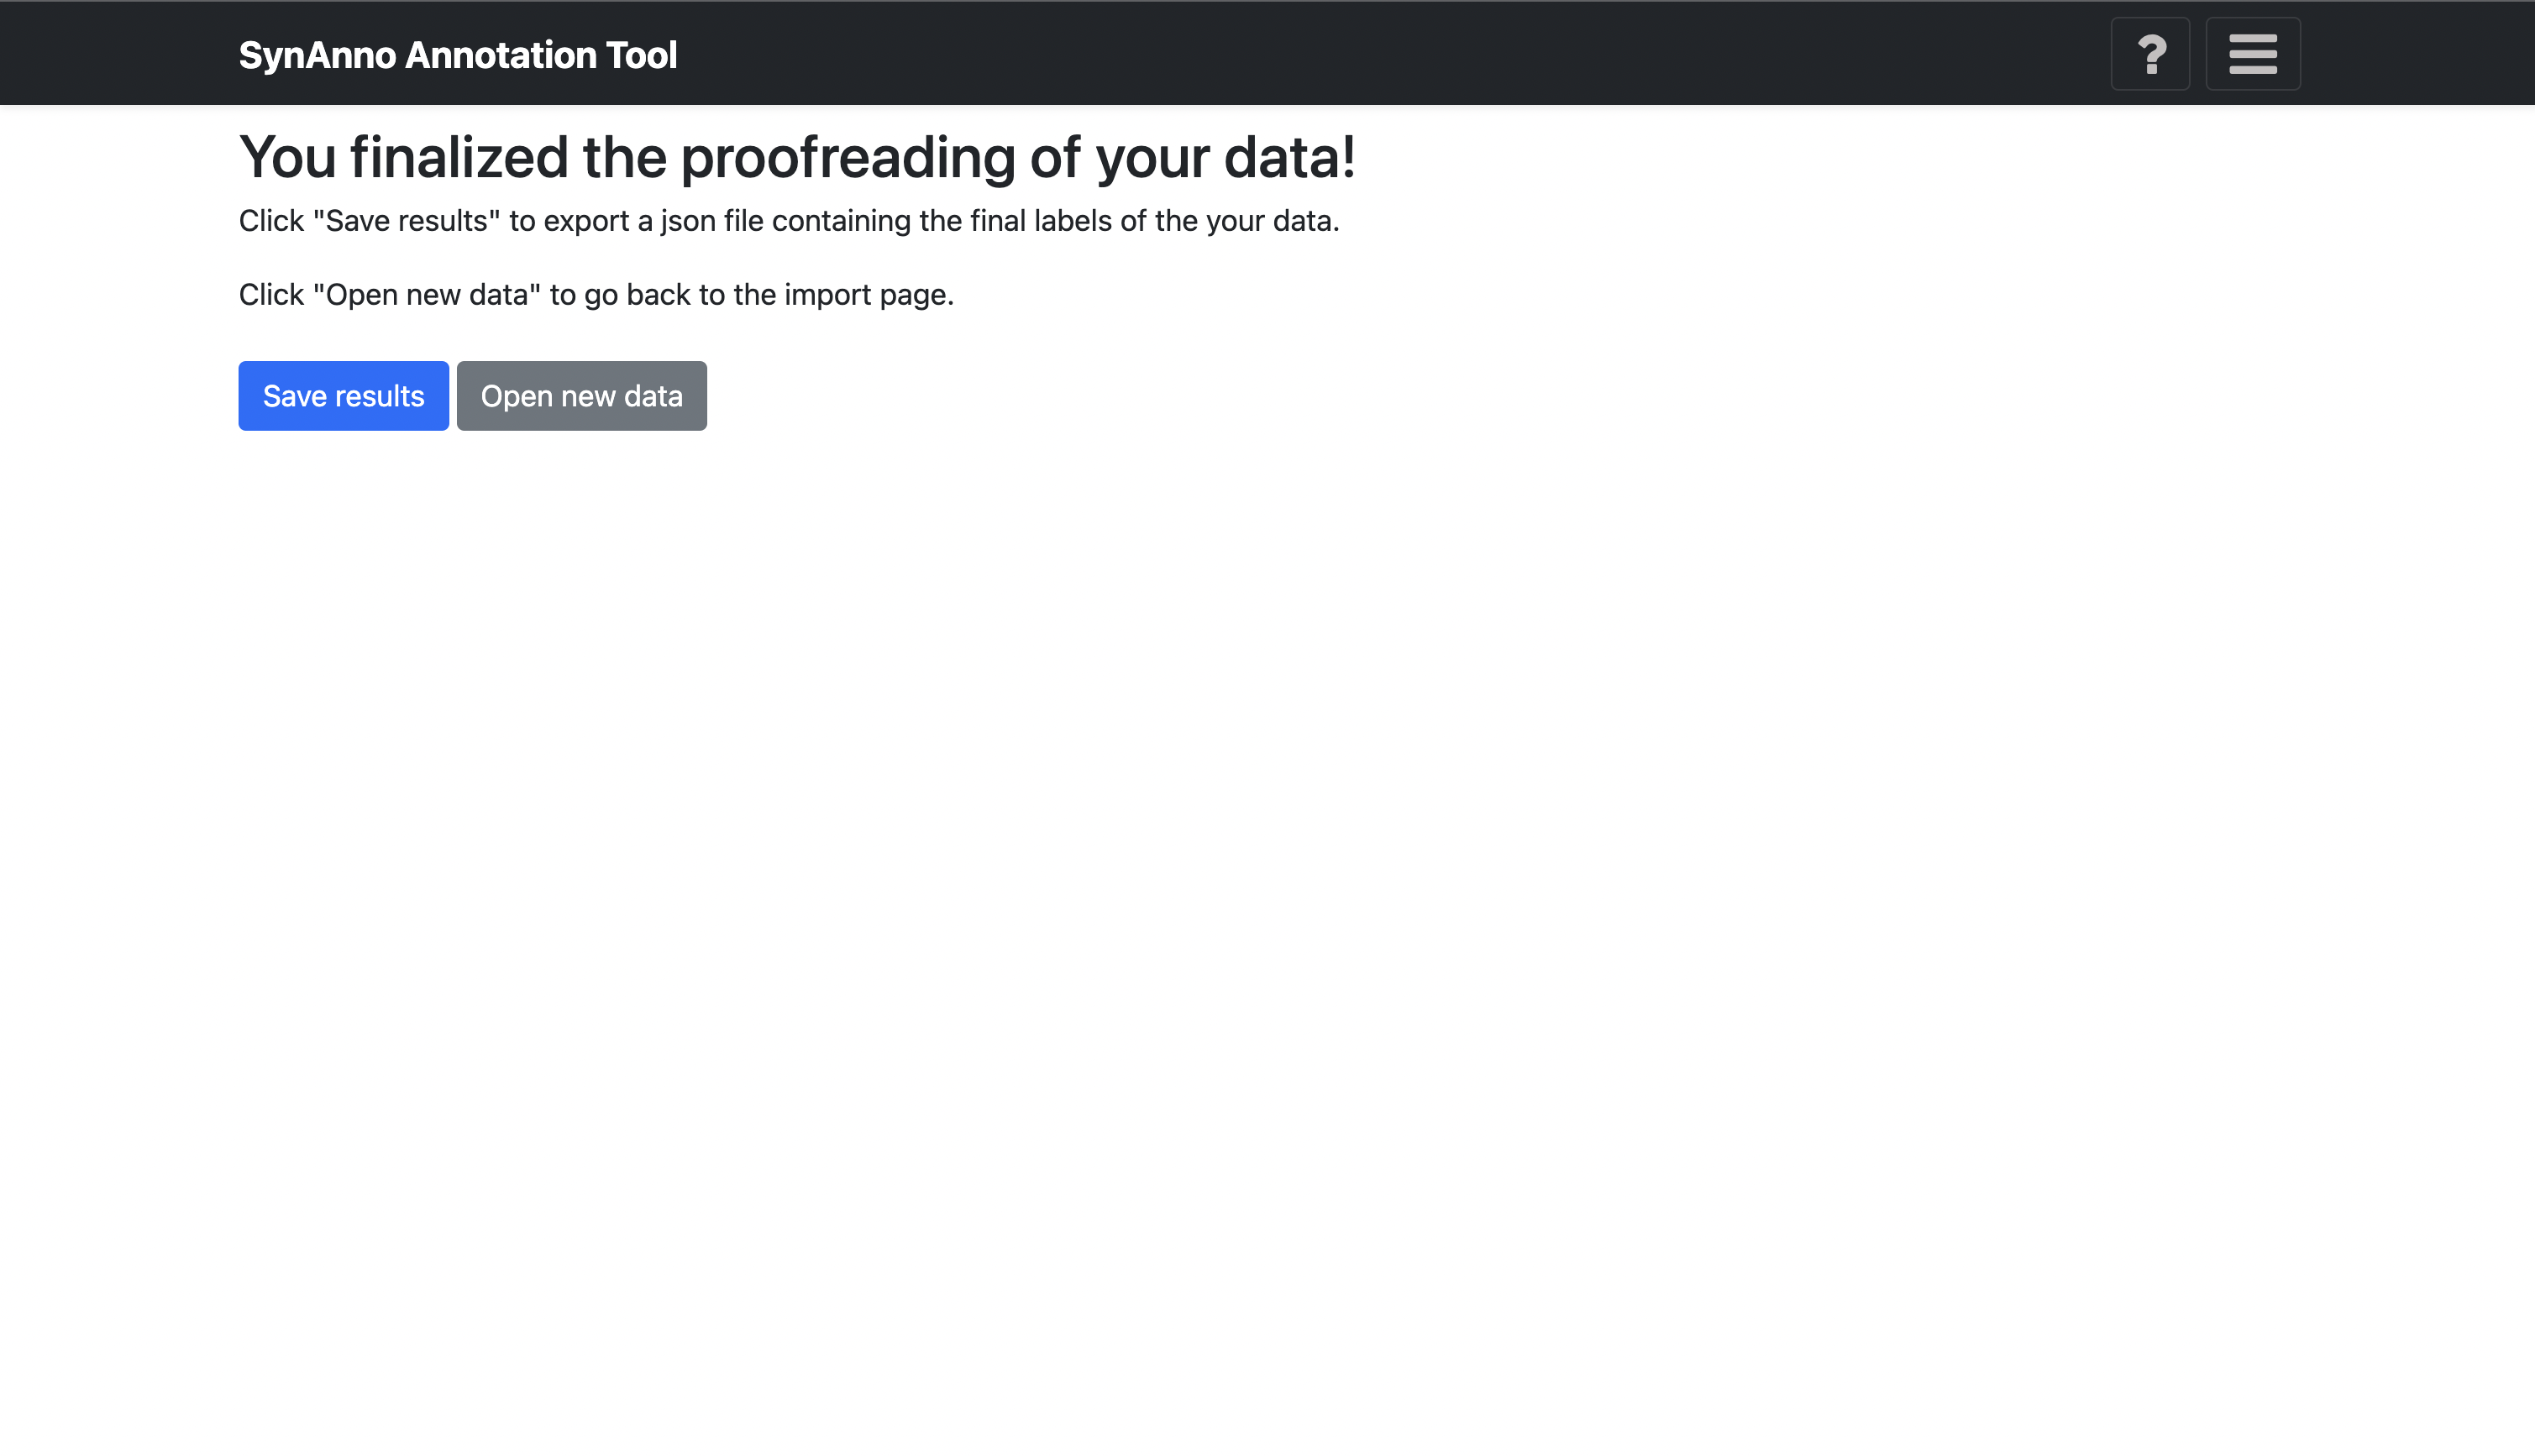 SynAnno Annotation Tool
?
You finalized the proofreading of your data!
Click "Save results" to export a json file containing the final labels of the your data.
Click "Open new data" to go back to the import page.
Save results
Open new data